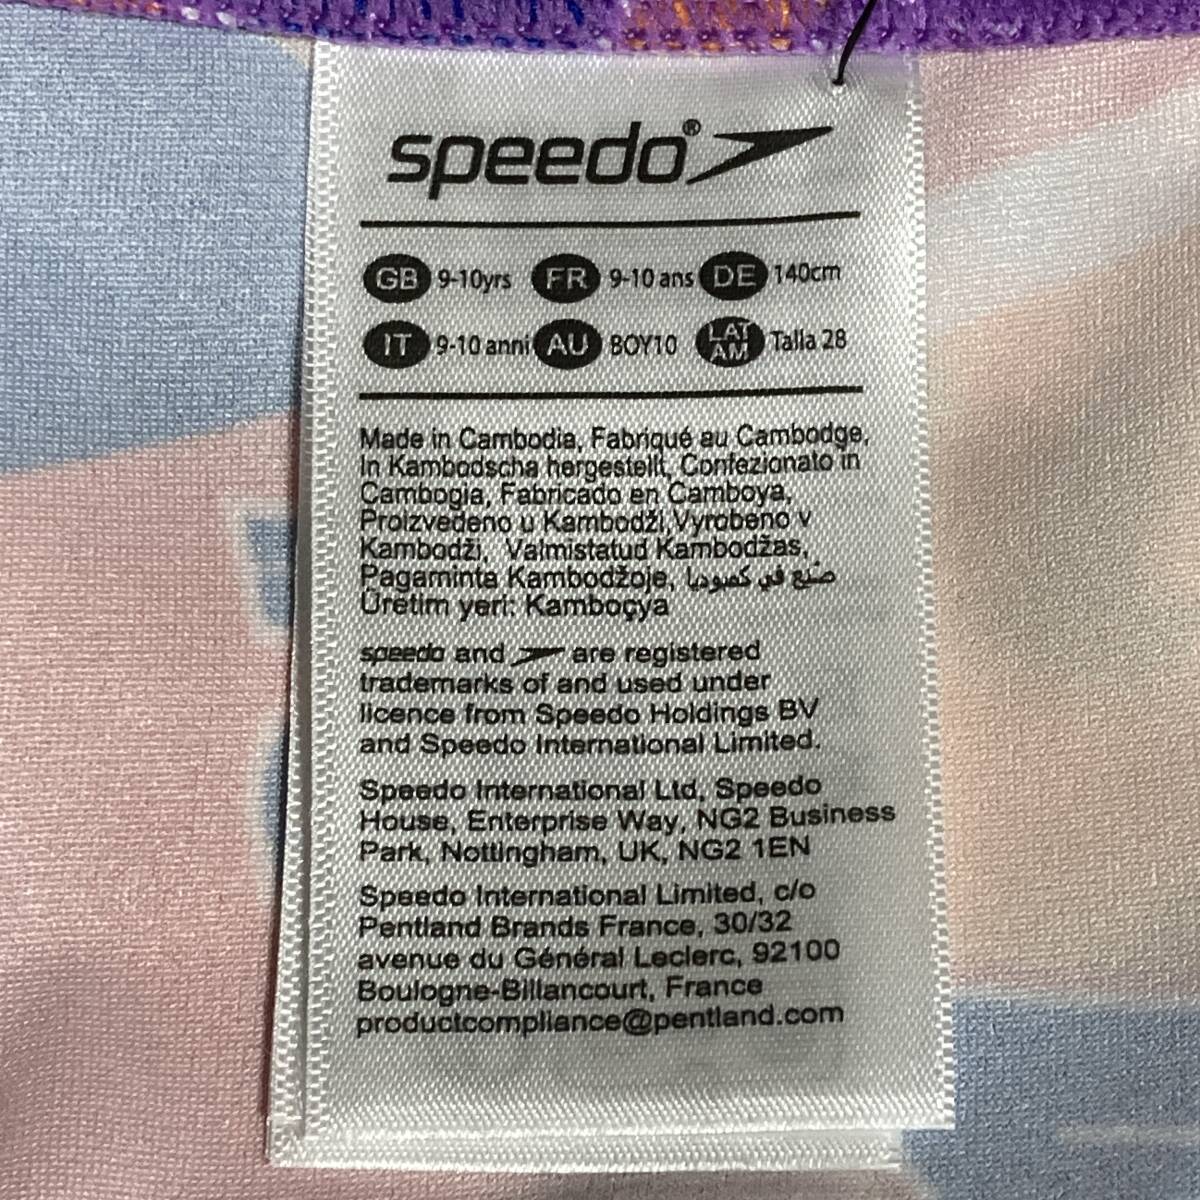 speedo®
GB 9-10yrs FR 9-10 ans DE 140cm
IT 9-10 anni AU BOY10 LAT AM Talla 28
Made in Cambodia, Fabriqué au Cambodge,
In Kambodscha hergestellt, Confezionato in
Cambogia, Fabricado en Camboya,
Proizvedeno u Kambodži,Vyrobeno v
Kambodži, Valmistatud Kambodžas,
Pagaminta Kambodžoje, صنع في كمبوديا
Üretim yeri: Kamboçya
speedo and are registered
trademarks of and used under
licence from Speedo Holdings BV
and Speedo International Limited.
Speedo International Ltd, Speedo
House, Enterprise Way, NG2 Business
Park, Nottingham, UK, NG2 1EN
Speedo International Limited, c/o
Pentland Brands France, 30/32
avenue du Général Leclerc, 92100
Boulogne-Billancourt, France
productcompliance@pentland.com